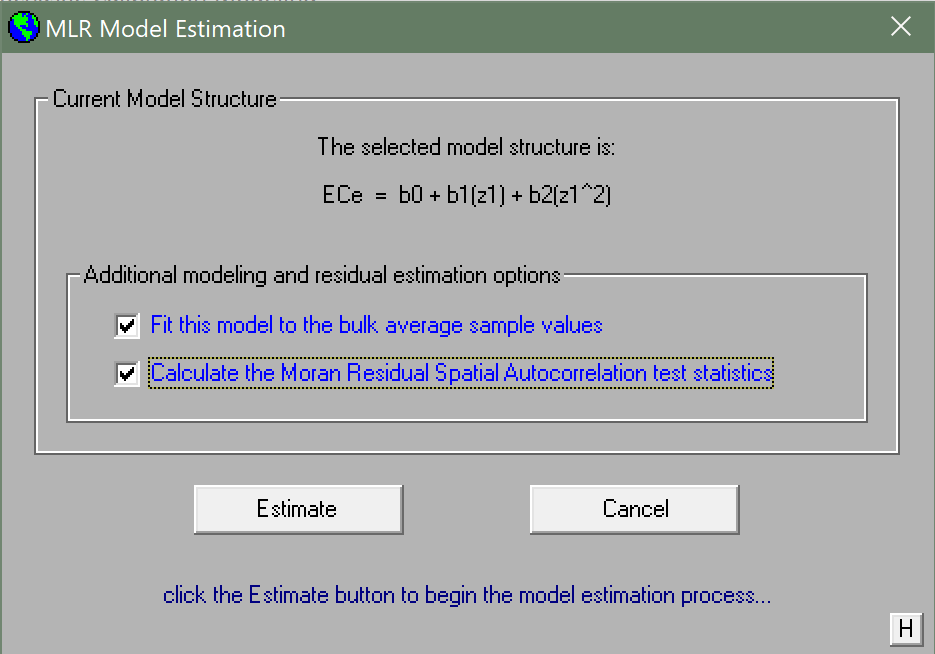 MLR Model Estimation
Current Model Structure
The selected model structure is:
ECe = b0 + b1(z1) + b2(z1^2)
Additional modeling and residual estimation options
Fit this model to the bulk average sample values
Calculate the Moran Residual Spatial Autocorrelation test statistics
Estimate
Cancel
click the Estimate button to begin the model estimation process...
H